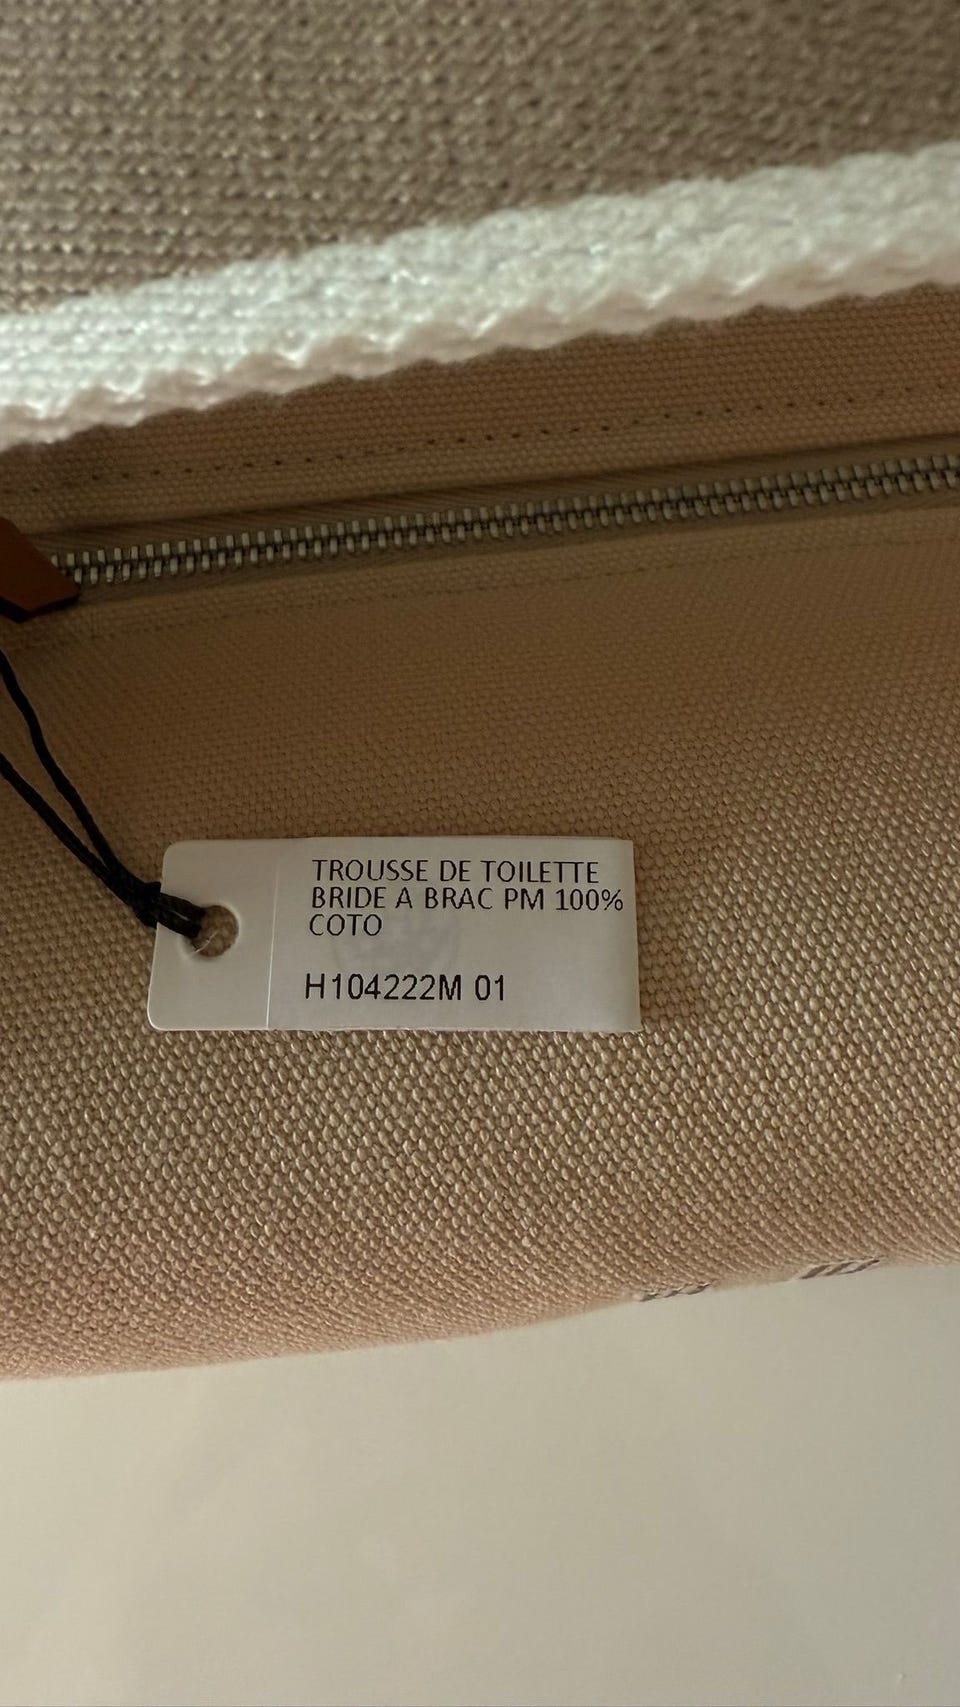 TROUSSE DE TOILETTE
BRIDE A BRAC PM 100%
COTO
H104222M 01